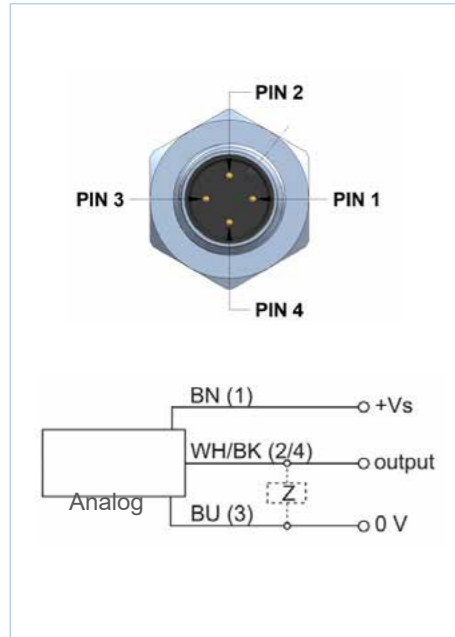 PIN 2
PIN 3
PIN 1
PIN 4
BN (1)
+Vs
WH/BK (2/4)
output
Z
Analog
BU (3)
0 V